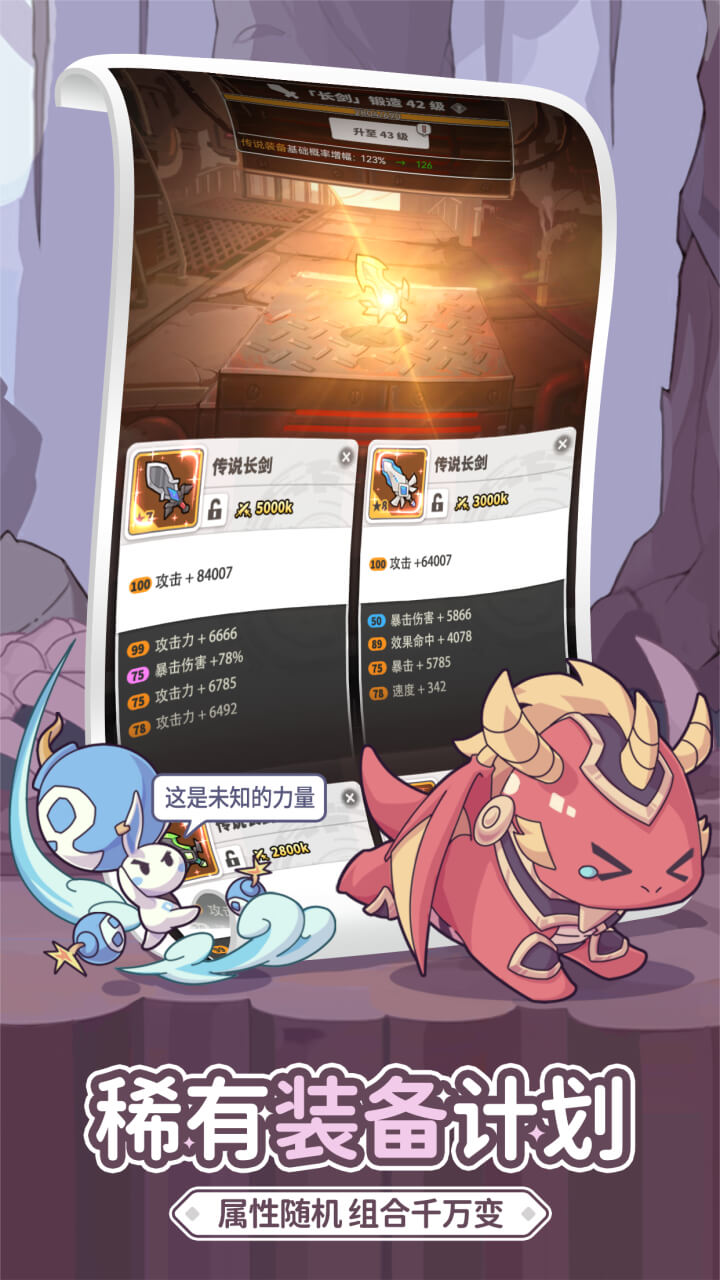 「长剑」锻造 42 级
升至 43 级
传说装备基础概率增幅: 123% → 126
传说长剑
5000k
100 攻击 + 84007
99 攻击力 + 6666
75 暴击伤害 +78%
75 攻击力 + 6785
78 攻击力 + 6492
传说长剑
★8
3000k
100 攻击 +64007
50 暴击伤害 + 5866
89 效果命中 + 4078
75 暴击 + 5785
78 速度 + 342
这是未知的力量
2800k
稀有装备计划
属性随机 组合千万变